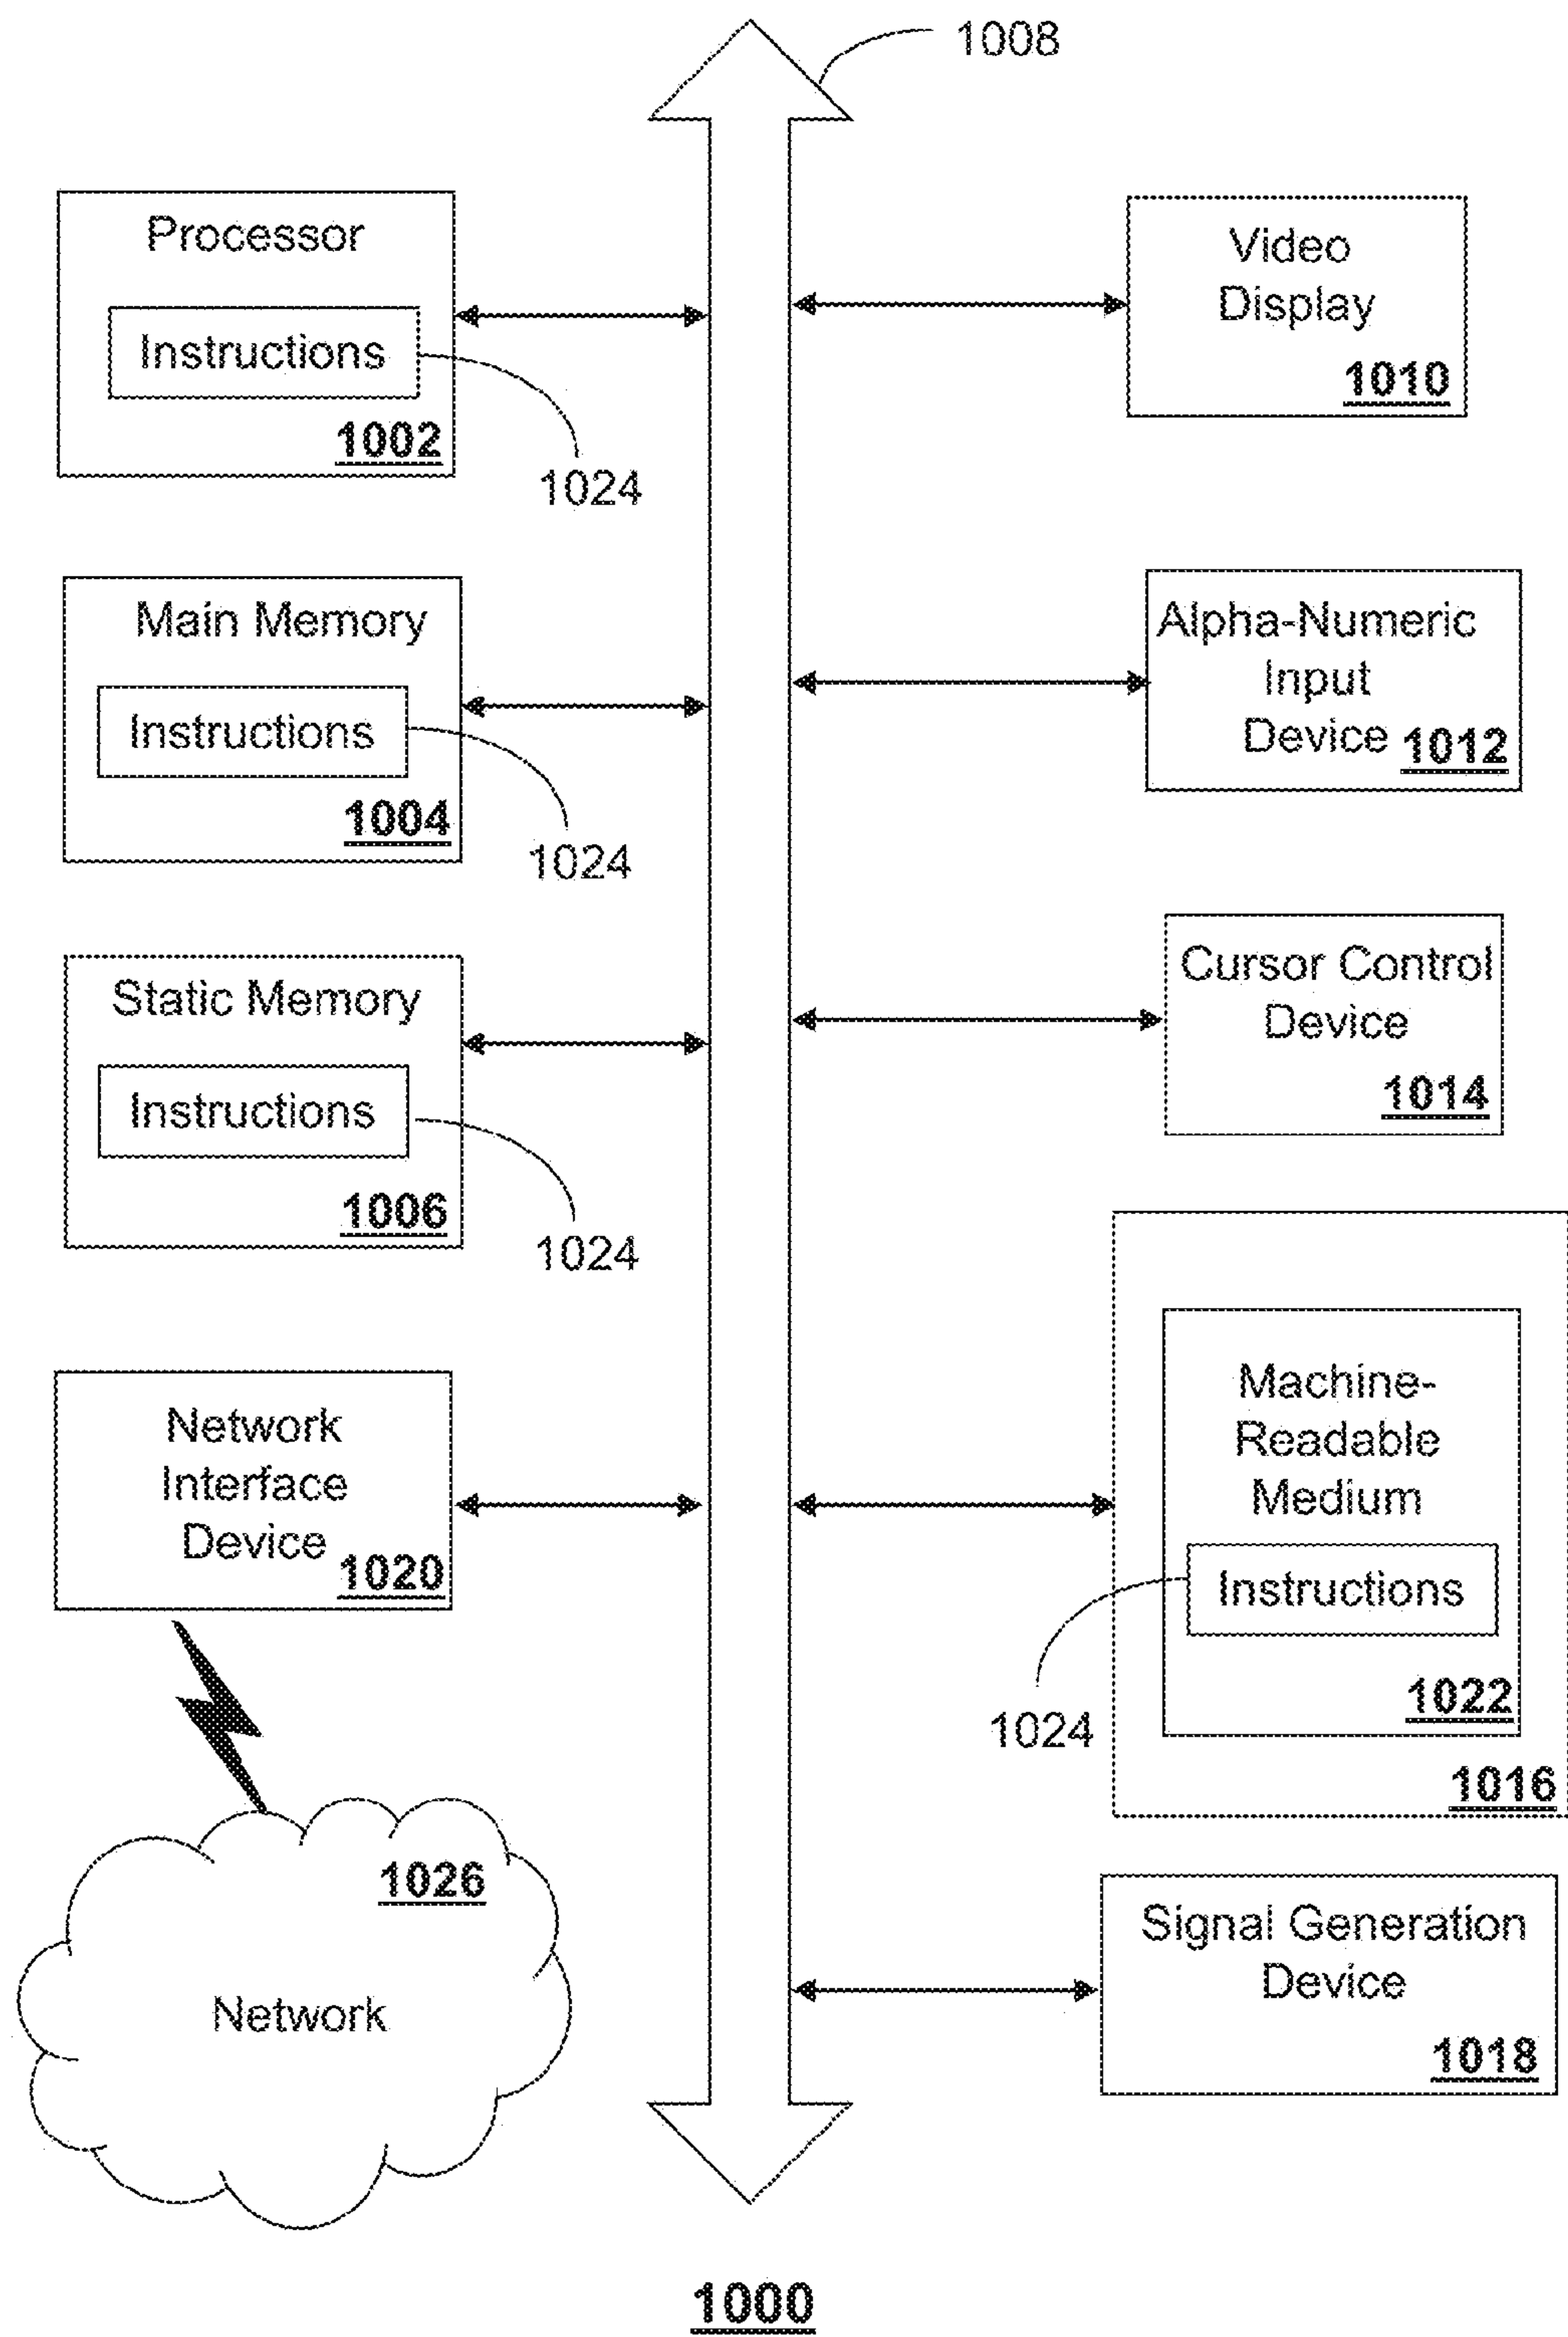 1008
Processor
Instructions
1002
1024
Main Memory
Instructions
1004
1024
Static Memory
Instructions
1006
1024
Network
Interface
Device
1020
1026
Network
Video
Display
1010
Alpha-Numeric
Input
Device 1012
Cursor Control
Device
1014
Machine-
Readable
Medium
Instructions
1024
1022
1016
Signal Generation
Device
1018
1000